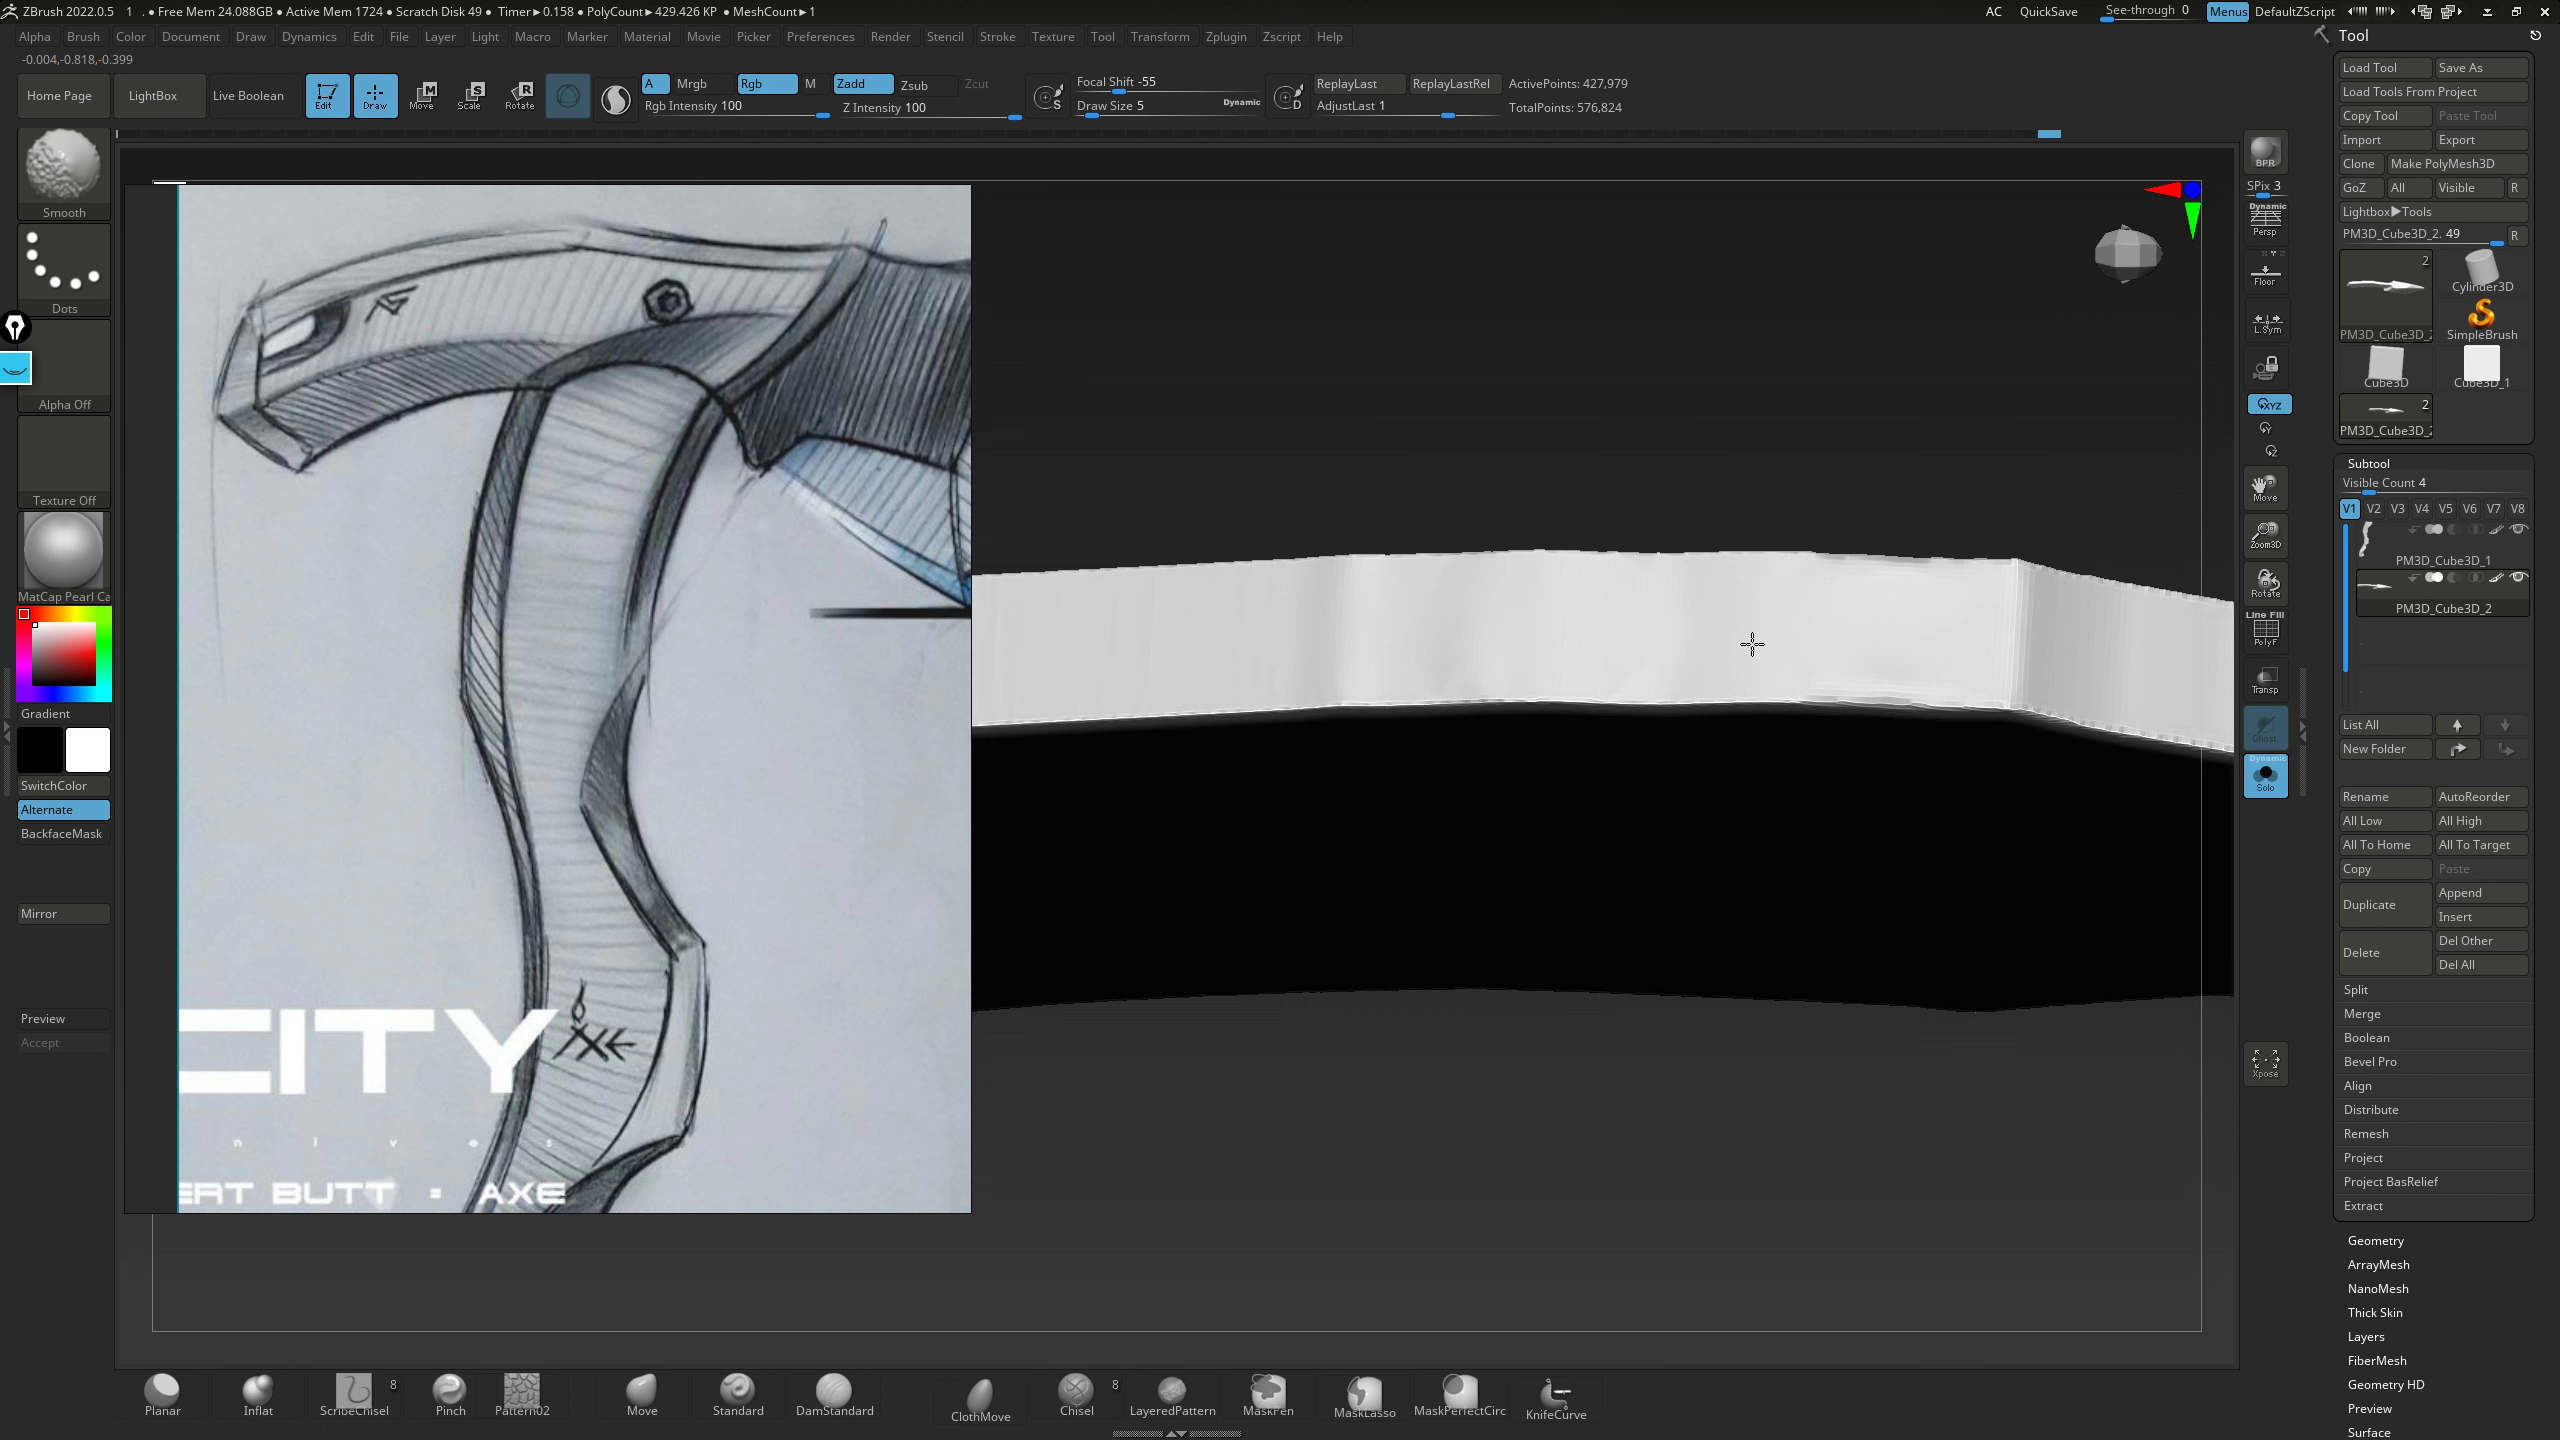 ZBrush 2022.0.5 1 . • Free Mem 24.088GB • Active Mem 1724 • Scratch Disk 49 • Timer►0.158 • PolyCount►429.426 KP • MeshCount►1
AC QuickSave See-through 0 Menus DefaultZScript
Alpha Brush Color Document Draw Dynamics Edit File Layer Light Macro Marker Material Movie Picker Preferences Render Stencil Stroke Texture Tool Transform Zplugin Zscript Help
-0.004,-0.818,-0.399
Home Page LightBox Live Boolean
Edit Draw Move Scale Rotate
A Mrgb Rgb M Zadd Zsub Zcut
Rgb Intensity 100 Z Intensity 100
Focal Shift -55
Draw Size 5 Dynamic
ReplayLast ReplayLastRel
AdjustLast 1
ActivePoints: 427,979
TotalPoints: 576,824
Smooth
Dots
Alpha Off
Texture Off
MatCap Pearl Ca
Gradient
SwitchColor
Alternate
BackfaceMask
Mirror
Preview
Accept
CITY
n i v e s
ERT BUTT : AXE
BPR
SPix 3
Dynamic
Persp
Floor
L.Sym
XYZ
Move
Zoom3D
Rotate
Line Fill
PolyF
Transp
Ghost
Dynamic
Solo
Xpose
Tool
Load Tool Save As
Load Tools From Project
Copy Tool Paste Tool
Import Export
Clone Make PolyMesh3D
GoZ All Visible R
Lightbox►Tools
PM3D_Cube3D_2. 49 R
2
PM3D_Cube3D_2
Cylinder3D
SimpleBrush
Cube3D Cube3D_1
2
PM3D_Cube3D_2
Subtool
Visible Count 4
V1 V2 V3 V4 V5 V6 V7 V8
PM3D_Cube3D_1
PM3D_Cube3D_2
List All
New Folder
Rename AutoReorder
All Low All High
All To Home All To Target
Copy Paste
Duplicate Append
Insert
Delete Del Other
Del All
Split
Merge
Boolean
Bevel Pro
Align
Distribute
Remesh
Project
Project BasRelief
Extract
Geometry
ArrayMesh
NanoMesh
Thick Skin
Layers
FiberMesh
Geometry HD
Preview
Surface
Planar Inflat ScribeChisel 8 Pinch Pattern02 Move Standard DamStandard ClothMove Chisel 8 LayeredPattern MaskPen MaskLasso MaskPerfectCirc KnifeCurve